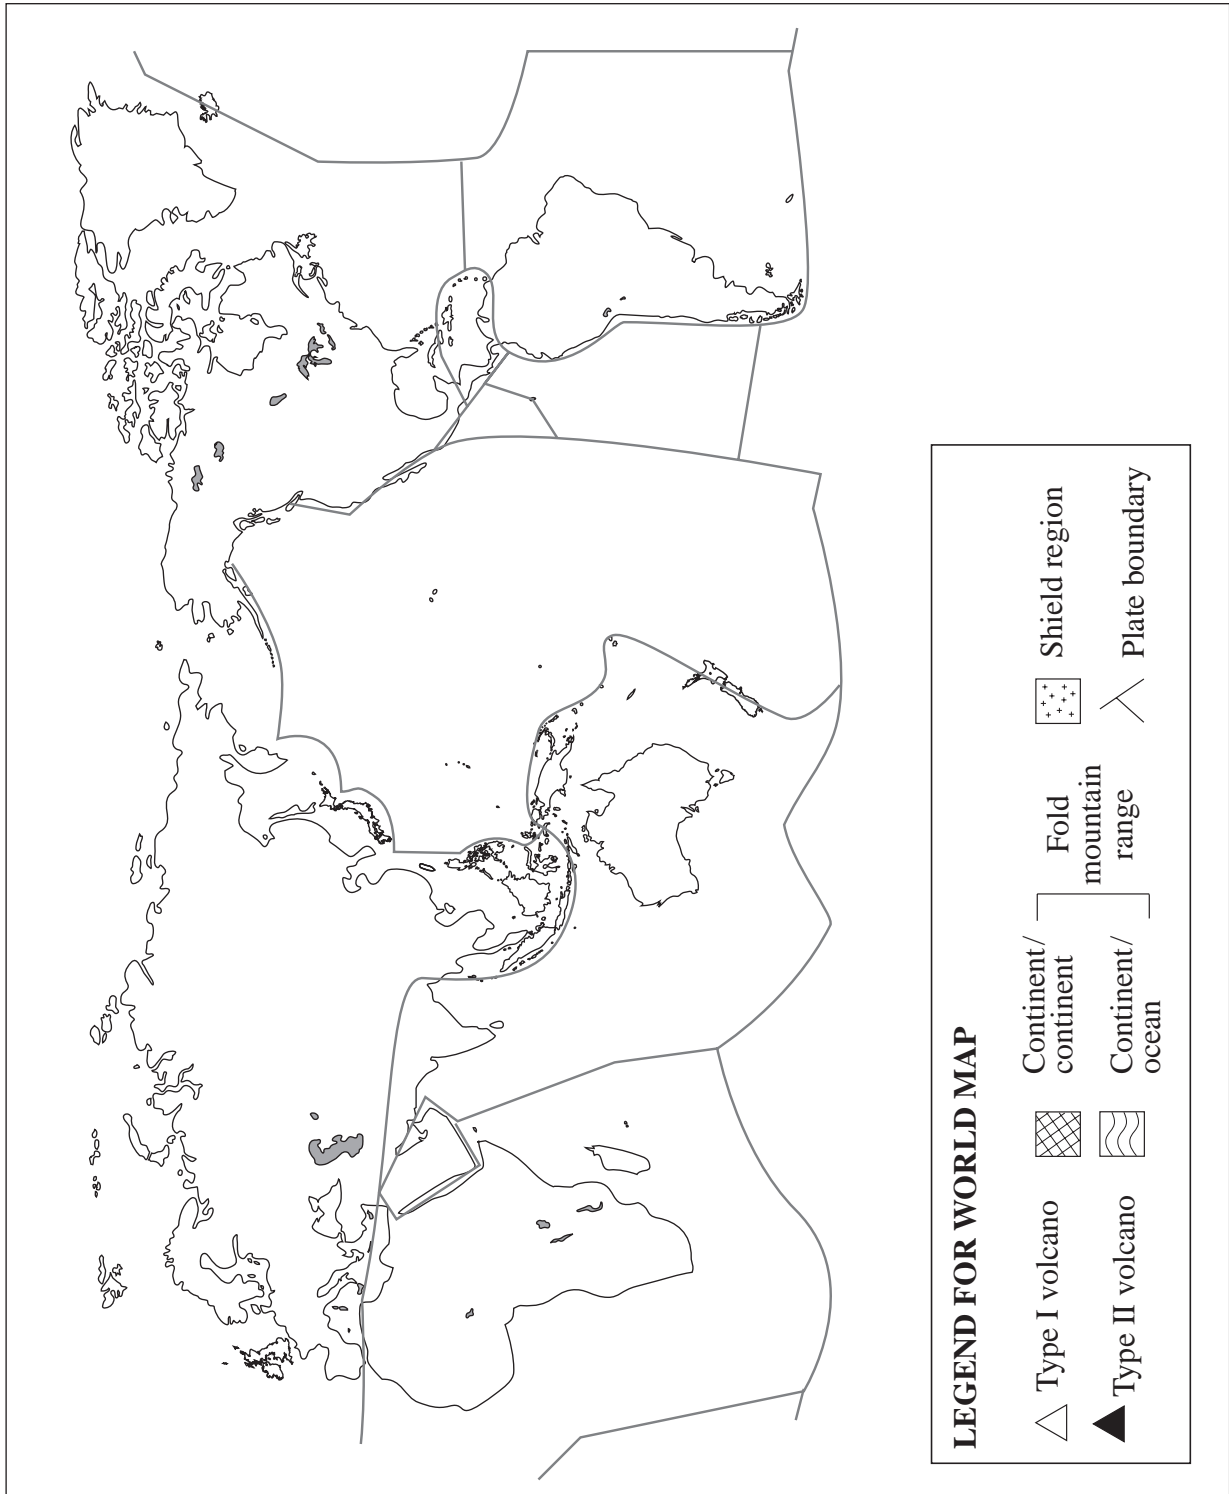 LEGEND FOR WORLD MAP
Type I volcano
Type II volcano
Continent/
continent
Continent/
ocean
Fold
mountain
range
Shield region
Plate boundary